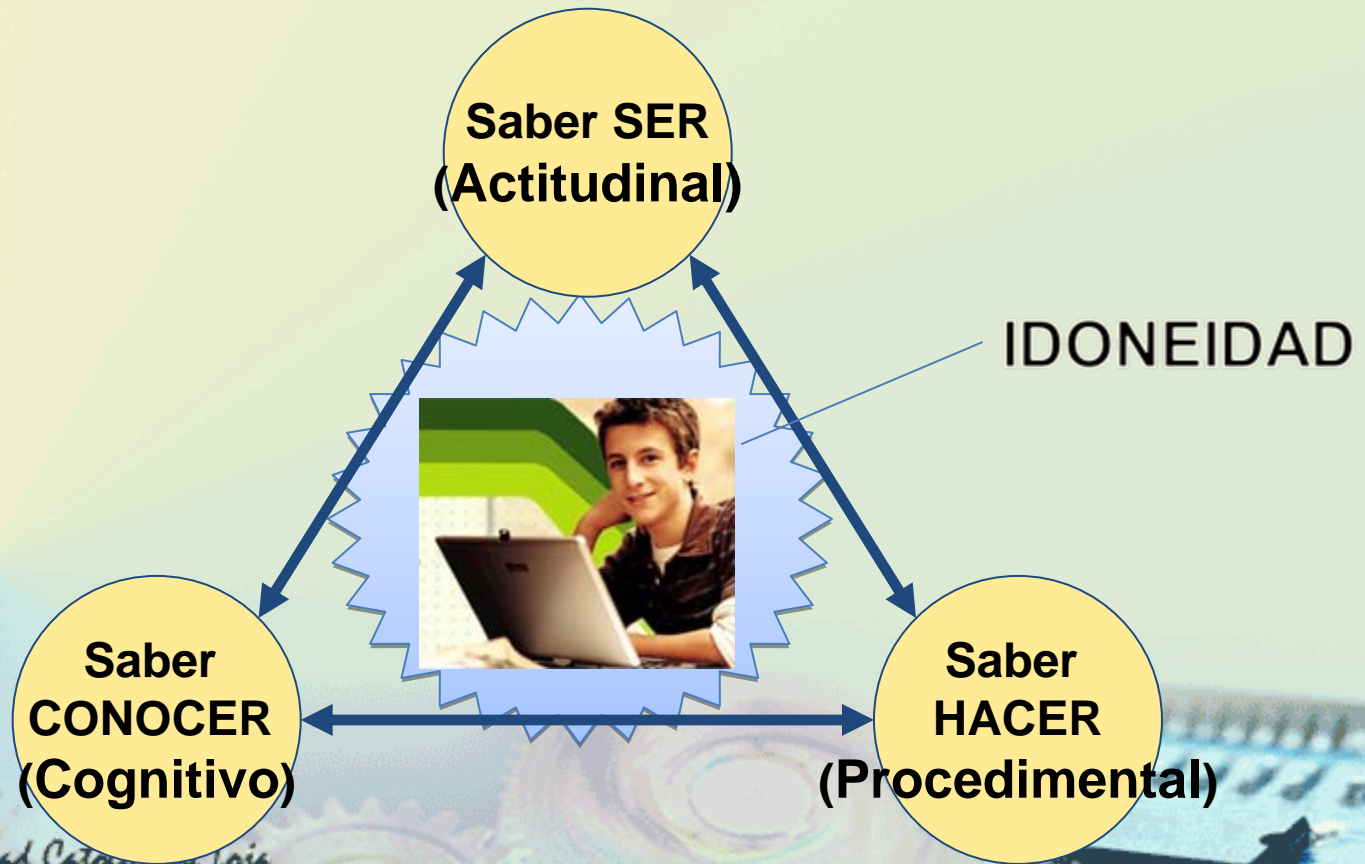 Saber SER
(Actitudinal)
IDONEIDAD
Saber
CONOCER
(Cognitivo)
Saber
HACER
(Procedimental)